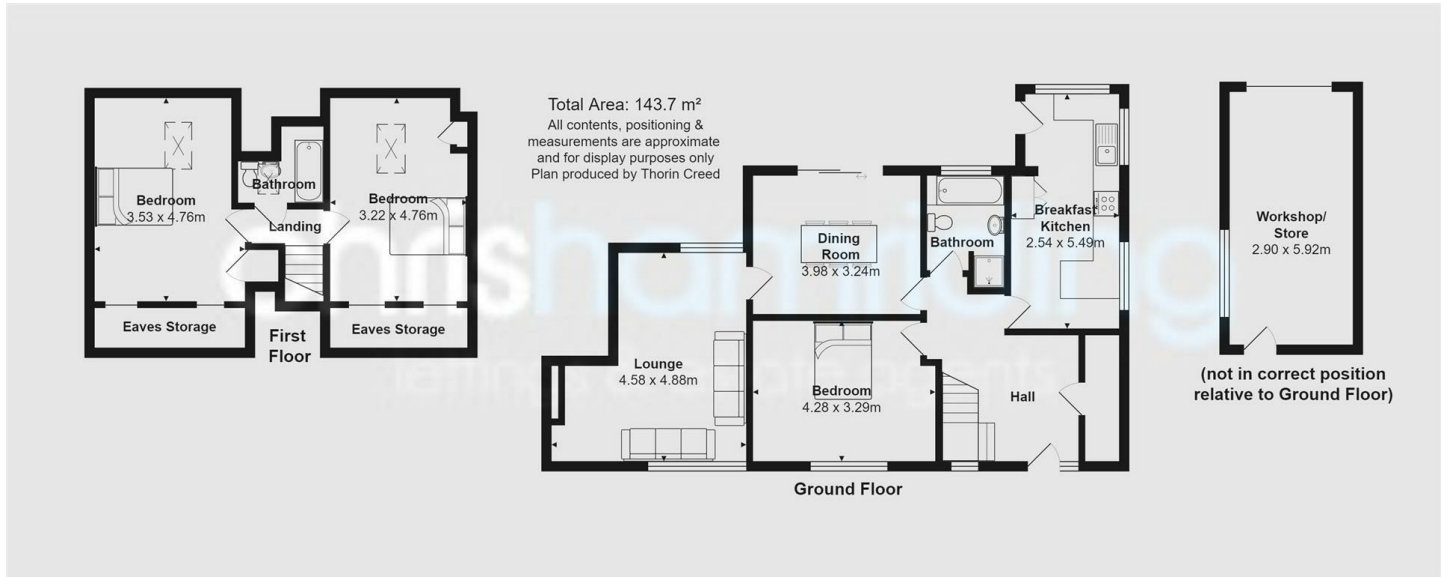 Total Area: 143.7 m²
All contents, positioning &
measurements are approximate
and for display purposes only
Plan produced by Thorin Creed
Bedroom
3.53 x 4.76m
Bathroom
Landing
Bedroom
3.22 x 4.76m
Eaves Storage
First
Floor
Eaves Storage
Dining
Room
3.98 x 3.24m
Bathroom
Breakfast
Kitchen
2.54 x 5.49m
Lounge
4.58 x 4.88m
Bedroom
4.28 x 3.29m
Hall
Ground Floor
Workshop/
Store
2.90 x 5.92m
(not in correct position
relative to Ground Floor)